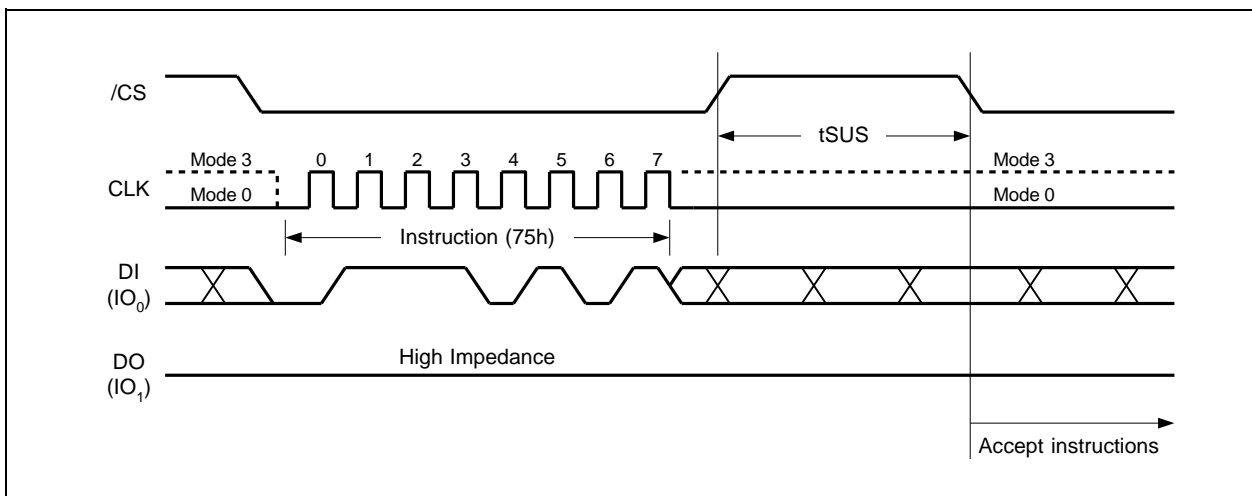 /CS
tSUS
Mode 3 0 1 2 3 4 5 6 7 Mode 3
CLK
Mode 0 Mode 0
Instruction (75h)
DI
(IO0)
High Impedance
DO
(IO1)
Accept instructions